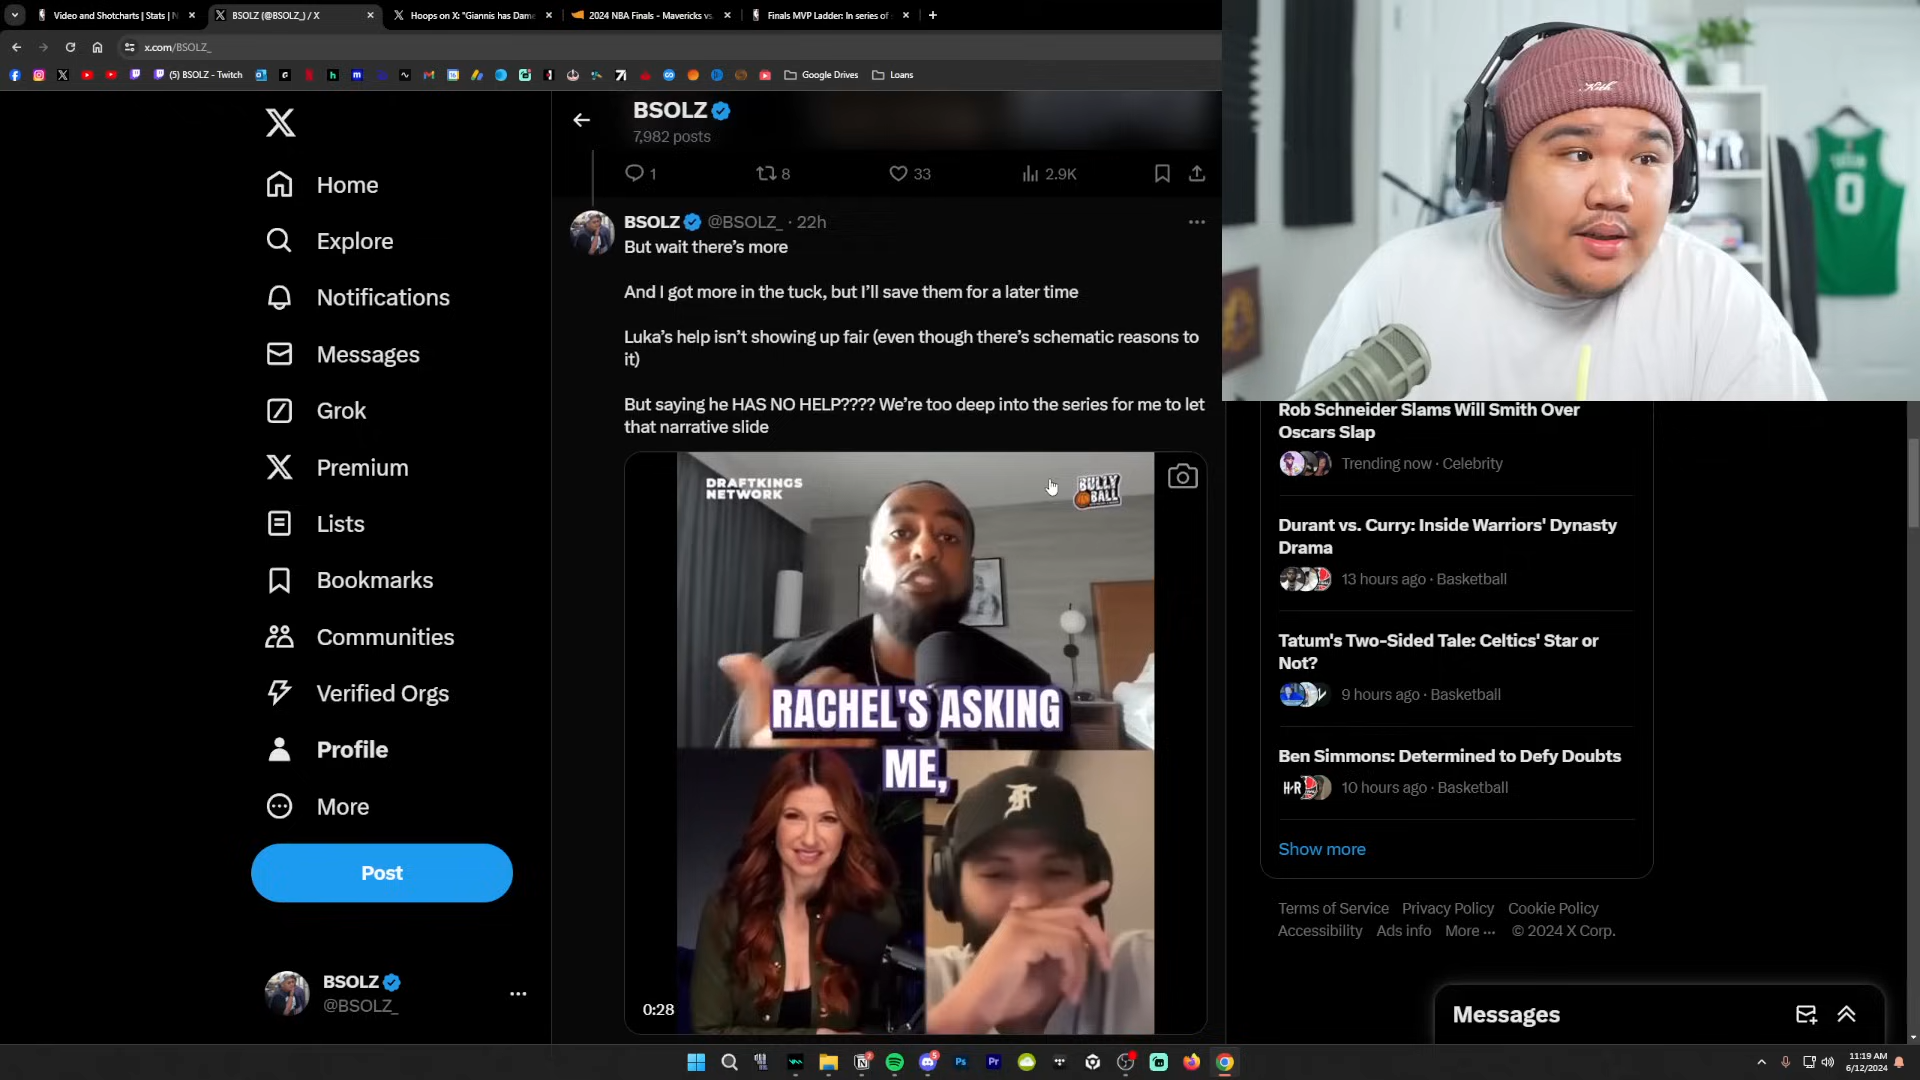 Video and Shotcharts | Stats | N
BSOLZ (@BSOLZ_) / X
Hoops on X: "Giannis has Dame
2024 NBA Finals - Mavericks vs.
Finals MVP Ladder: In series of
x.com/BSOLZ_
(5) BSOLZ - Twitch
Google Drives
Loans
BSOLZ
7,982 posts
1
8
33
2.9K
Home
Explore
Notifications
Messages
Grok
Premium
Lists
Bookmarks
Communities
Verified Orgs
Profile
More
Post
BSOLZ
@BSOLZ_
BSOLZ @BSOLZ_ · 22h
But wait there's more
And I got more in the tuck, but I'll save them for a later time
Luka's help isn't showing up fair (even though there's schematic reasons to
it)
But saying he HAS NO HELP???? We're too deep into the series for me to let
that narrative slide
DRAFTKINGS
NETWORK
BULLY
BALL
RACHEL'S ASKING
ME,
0:28
Kith
TATUM
0
Rob Schneider Slams Will Smith Over
Oscars Slap
Trending now · Celebrity
Durant vs. Curry: Inside Warriors' Dynasty
Drama
13 hours ago · Basketball
Tatum's Two-Sided Tale: Celtics' Star or
Not?
9 hours ago · Basketball
Ben Simmons: Determined to Defy Doubts
10 hours ago · Basketball
Show more
Terms of Service Privacy Policy Cookie Policy
Accessibility Ads info More ··· © 2024 X Corp.
Messages
11:19 AM
6/12/2024